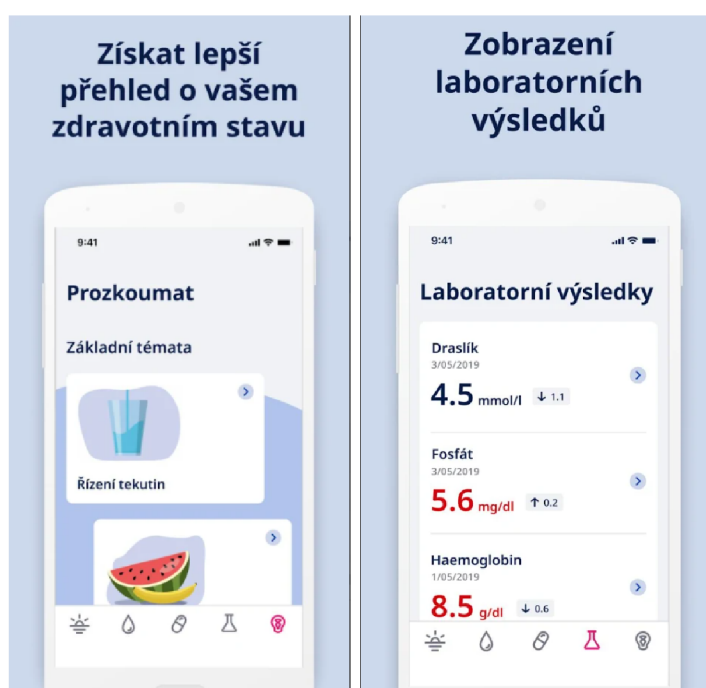 Získat lepší
přehled o vašem
zdravotním stavu
9:41
Prozkoumat
Základní témata
Řízení tekutin
Zobrazení
laboratorních
výsledků
9:41
Laboratorní výsledky
Draslík
3/05/2019
4.5 mmol/l ↓ 1.1
Fosfát
3/05/2019
5.6 mg/dl ↑ 0.2
Haemoglobin
1/05/2019
8.5 g/dl ↓ 0.6